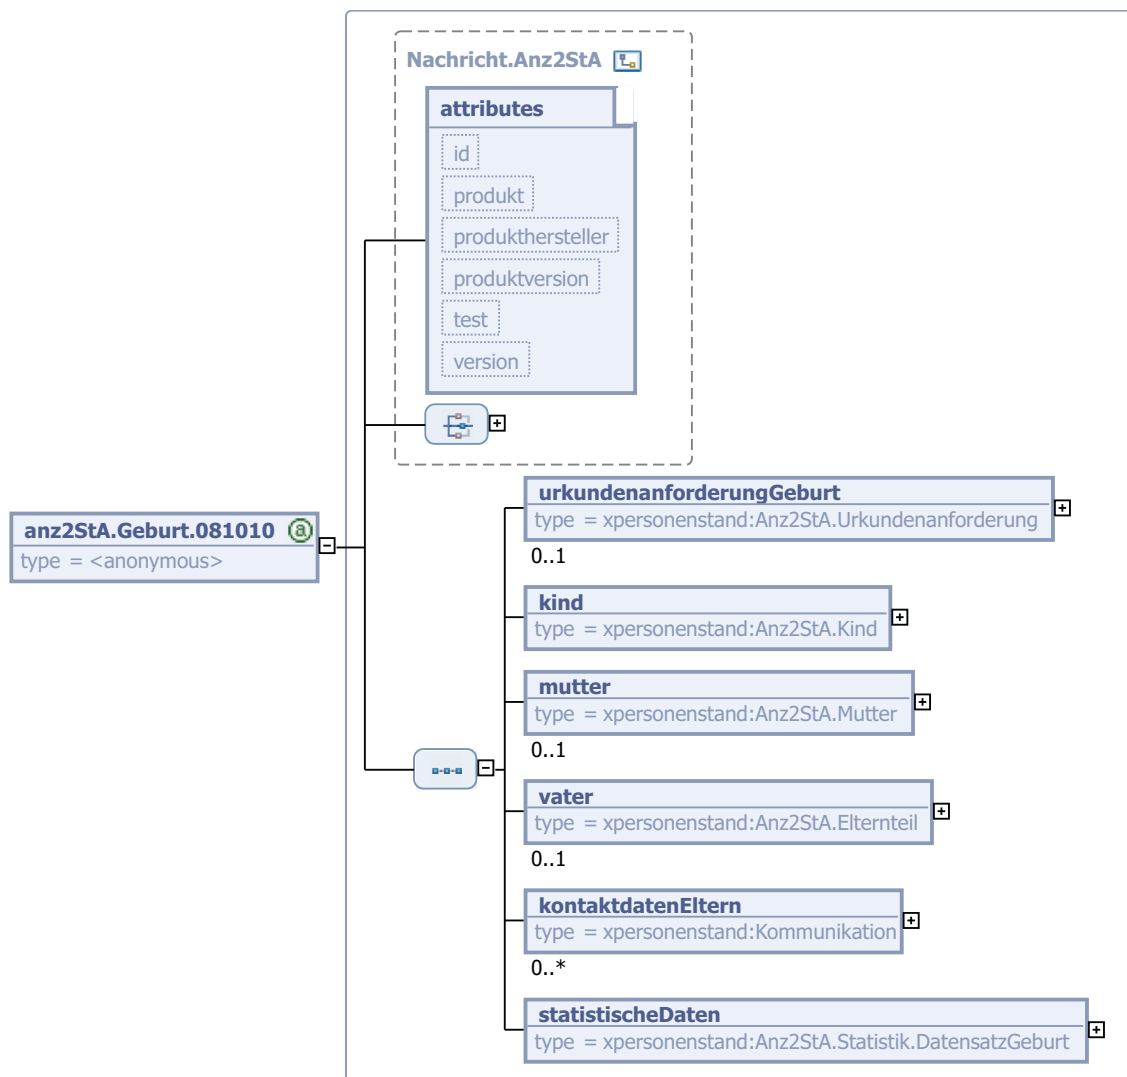 Nachricht.Anz2StA
attributes
id
produkt
produkthersteller
produktversion
test
version
anz2StA.Geburt.081010 @
type = <anonymous>
urkundenanforderungGeburt
type = xpersonenstand:Anz2StA.Urkundenanforderung
0..1
kind
type = xpersonenstand:Anz2StA.Kind
mutter
type = xpersonenstand:Anz2StA.Mutter
0..1
vater
type = xpersonenstand:Anz2StA.Elternteil
0..1
kontaktdatenEltern
type = xpersonenstand:Kommunikation
0..*
statistischeDaten
type = xpersonenstand:Anz2StA.Statistik.DatensatzGeburt